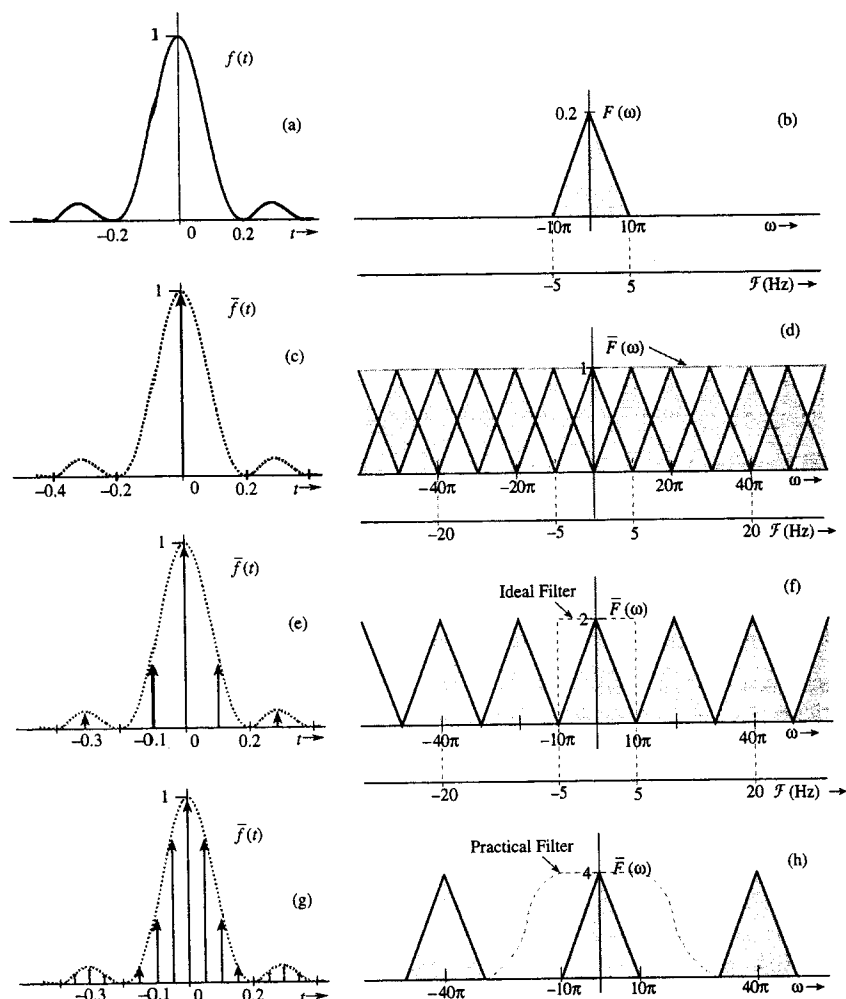 1
f(t)
(a)
−0.2 0 0.2 t→
0.2 F(ω)
(b)
−10π 10π ω→
−5 5 ℱ(Hz)→
1
f̅(t)
(c)
−0.4 −0.2 0 0.2 t→
(d)
F̅(ω)
1
−40π −20π 20π 40π ω→
−20 −5 5 20 ℱ(Hz)→
1
f̅(t)
(e)
−0.3 −0.1 0 0.2 t→
(f)
Ideal Filter
F̅(ω)
2
−40π −10π 10π 40π ω→
−20 −5 5 20 ℱ(Hz)→
1
f̅(t)
(g)
−0.3 −0.1 0 0.2 t→
Practical Filter
(h)
4 F̅(ω)
−40π −10π 10π 40π ω→